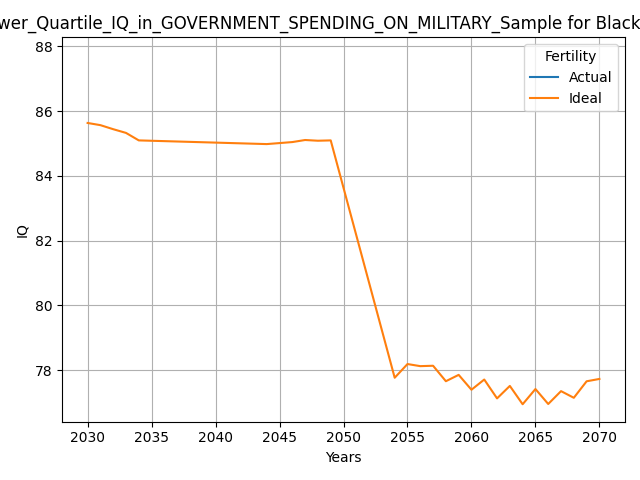 wer_Quartile_IQ_in_GOVERNMENT_SPENDING_ON_MILITARY_Sample for Black
Fertility
Actual
Ideal
88
86
84
82
80
78
IQ
2030 2035 2040 2045 2050 2055 2060 2065 2070
Years